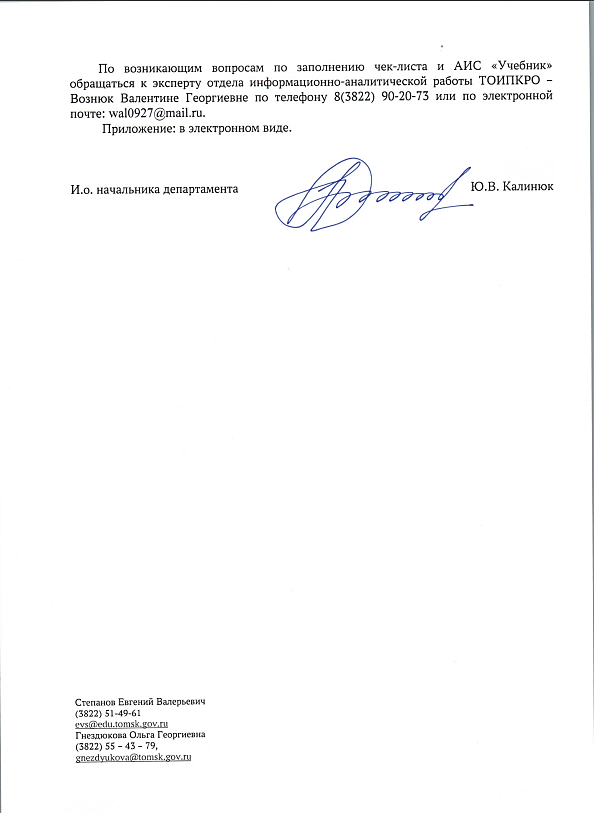 По возникающим вопросам по заполнению чек-листа и АИС «Учебник»
обращаться к эксперту отдела информационно-аналитической работы ТОИПКРО –
Вознюк Валентине Георгиевне по телефону 8(3822) 90-20-73 или по электронной
почте: wal0927@mail.ru.
Приложение: в электронном виде.
И.о. начальника департамента
Ю.В. Калинюк
Степанов Евгений Валерьевич
(3822) 51-49-61
evs@edu.tomsk.gov.ru
Гнездюкова Ольга Георгиевна
(3822) 55 – 43 – 79,
gnezdyukova@tomsk.gov.ru